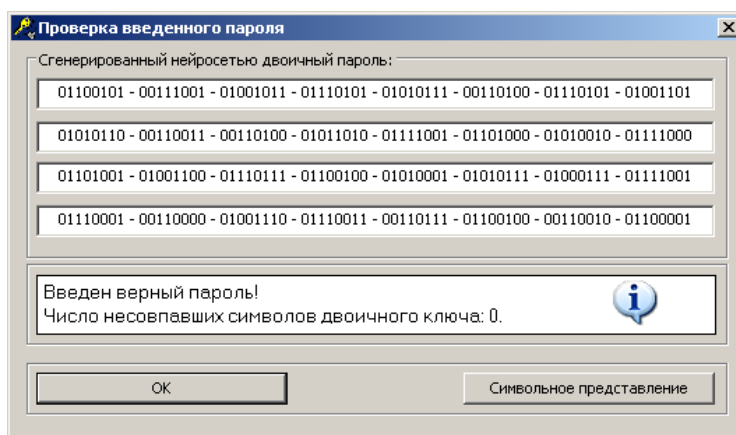 Проверка введенного пароля
Сгенерированный нейросетью двоичный пароль:
01100101 - 00111001 - 01001011 - 01110101 - 01010111 - 00110100 - 01110101 - 01001101
01010110 - 00110011 - 00110100 - 01011010 - 01111001 - 01101000 - 01010010 - 01111000
01101001 - 01001100 - 01110111 - 01100100 - 01010001 - 01010111 - 01000111 - 01111001
01110001 - 00110000 - 01001110 - 01110011 - 00110111 - 01100100 - 00110010 - 01100001
Введен верный пароль!
Число несовпавших символов двоичного ключа: 0.
OK
Символьное представление